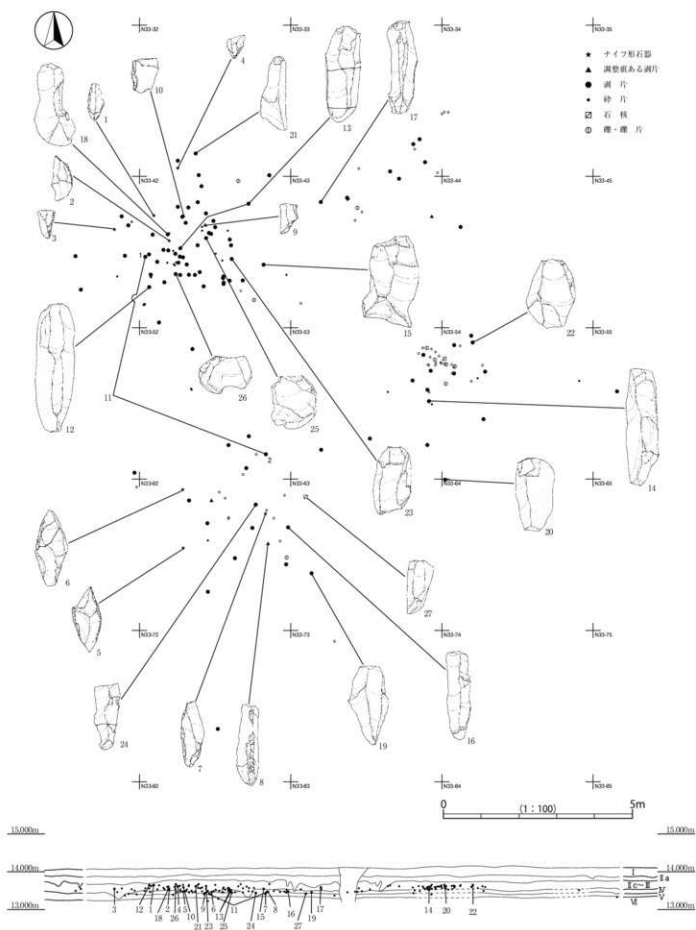 N33-32
N33-33
N33-34
N33-35
★ ナイフ形石器
▲ 調整痕ある剥片
● 剥 片
• 砕 片
石 核
礫・礫 片
4
10
1
18
21
13
17
N33-42
N33-43
N33-44
N33-45
2
3
9
15
22
N33-52
N33-53
N33-54
N33-55
12
11
26
25
14
2
23
20
N33-62
N33-63
N33-64
N33-65
6
27
5
N33-72
N33-73
N33-74
N33-75
24
7
8
19
16
N33-82
N33-83
N33-84
N33-85
0 (1:100) 5m
15.000m 15.000m
14.000m 14.000m
Ⅰ
Ⅱa
Ⅱc~Ⅲ
Ⅳ
Ⅴ
13.000m 13.000m
Ⅵ
3 12 1 2 4 5 9 6 11 7 8 16 17 14 20 22
18 26 10 13 15 19
21 23 25 24 27